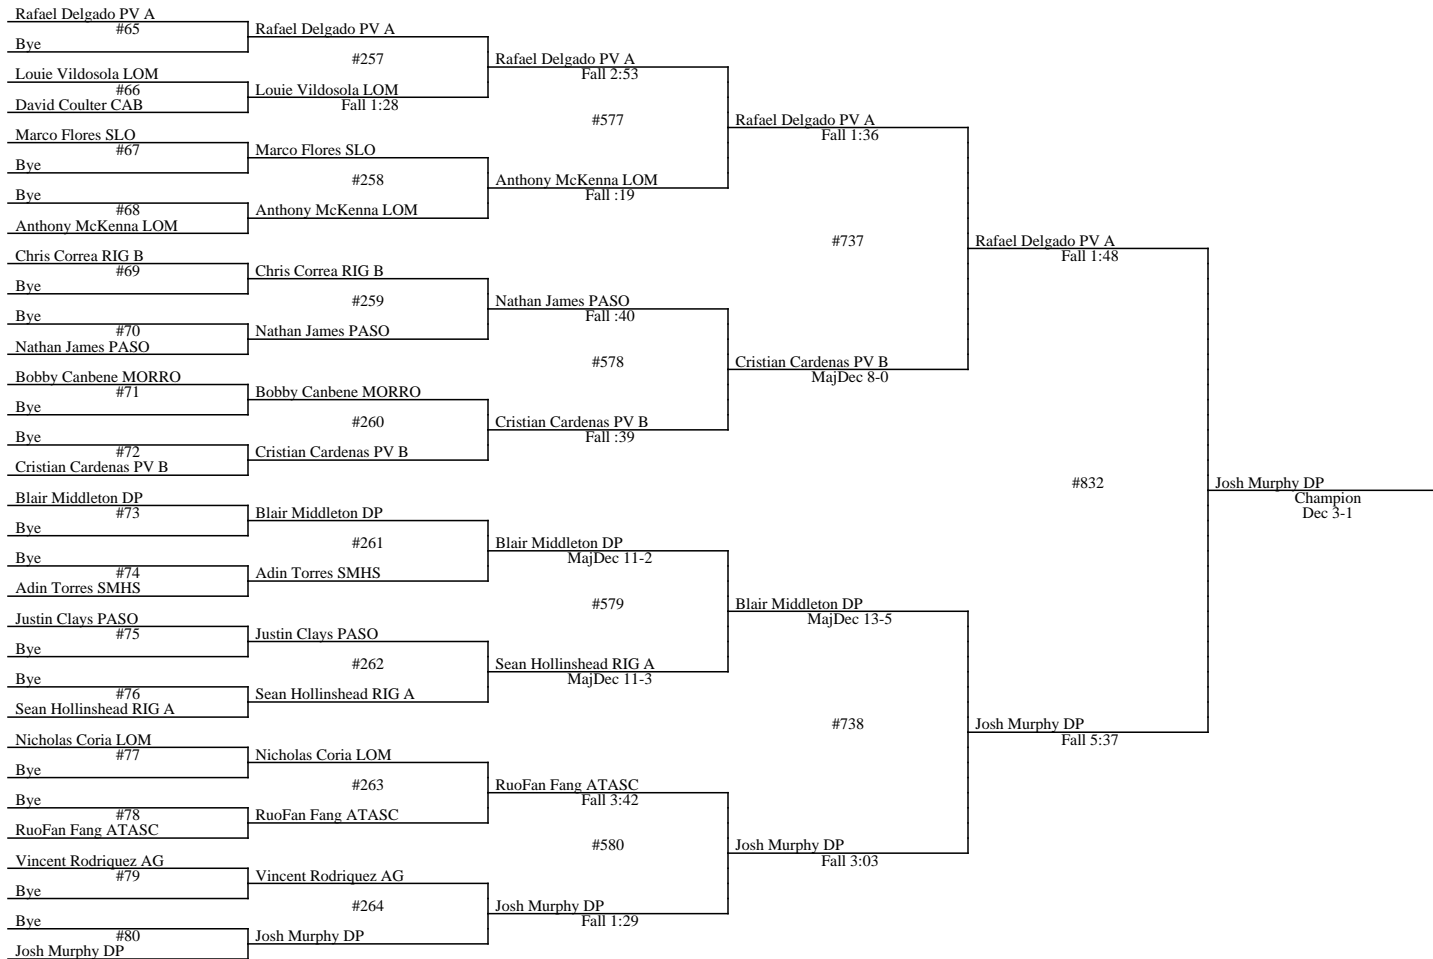 Rafael Delgado PV A
#65
Bye
Louie Vildosola LOM
#66
David Coulter CAB
Marco Flores SLO
#67
Bye
Bye
#68
Anthony McKenna LOM
Chris Correa RIG B
#69
Bye
Bye
#70
Nathan James PASO
Bobby Canbene MORRO
#71
Bye
Bye
#72
Cristian Cardenas PV B
Blair Middleton DP
#73
Bye
Bye
#74
Adin Torres SMHS
Justin Clays PASO
#75
Bye
Bye
#76
Sean Hollinshead RIG A
Nicholas Coria LOM
#77
Bye
Bye
#78
RuoFan Fang ATASC
Vincent Rodriquez AG
#79
Bye
Bye
#80
Josh Murphy DP
Rafael Delgado PV A
#257
Louie Vildosola LOM
Fall 1:28
Marco Flores SLO
#258
Anthony McKenna LOM
Chris Correa RIG B
#259
Nathan James PASO
Bobby Canbene MORRO
#260
Cristian Cardenas PV B
Blair Middleton DP
#261
Adin Torres SMHS
Justin Clays PASO
#262
Sean Hollinshead RIG A
Nicholas Coria LOM
#263
RuoFan Fang ATASC
Vincent Rodriquez AG
#264
Josh Murphy DP
Rafael Delgado PV A
Fall 2:53
#577
Anthony McKenna LOM
Fall :19
Nathan James PASO
Fall :40
#578
Cristian Cardenas PV B
Fall :39
Blair Middleton DP
MajDec 11-2
#579
Sean Hollinshead RIG A
MajDec 11-3
RuoFan Fang ATASC
Fall 3:42
#580
Josh Murphy DP
Fall 1:29
Rafael Delgado PV A
Fall 1:36
#737
Cristian Cardenas PV B
MajDec 8-0
Blair Middleton DP
MajDec 13-5
#738
Josh Murphy DP
Fall 3:03
Rafael Delgado PV A
Fall 1:48
#832
Josh Murphy DP
Fall 5:37
Josh Murphy DP
Champion
Dec 3-1